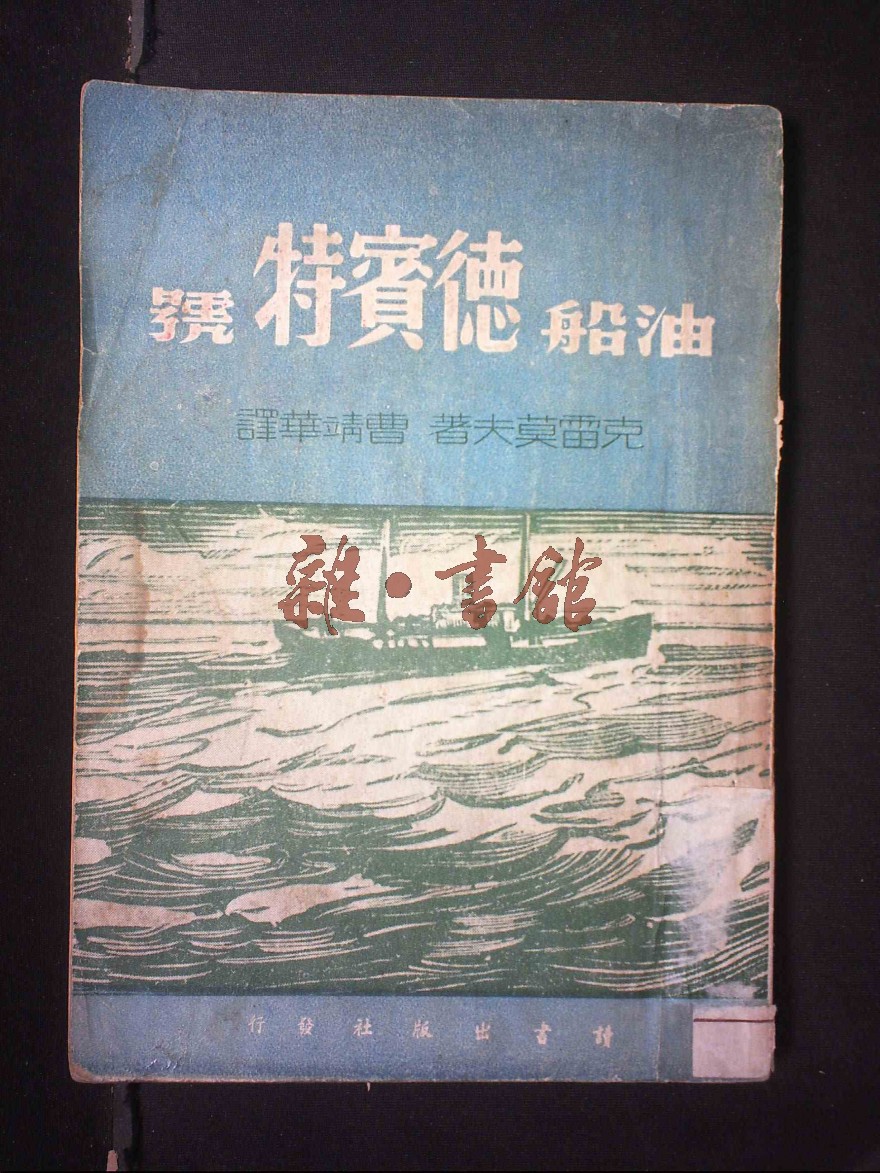 油船德賓特號
克雷莫夫著 曹靖華譯
雜·書館
讀書出版社發行